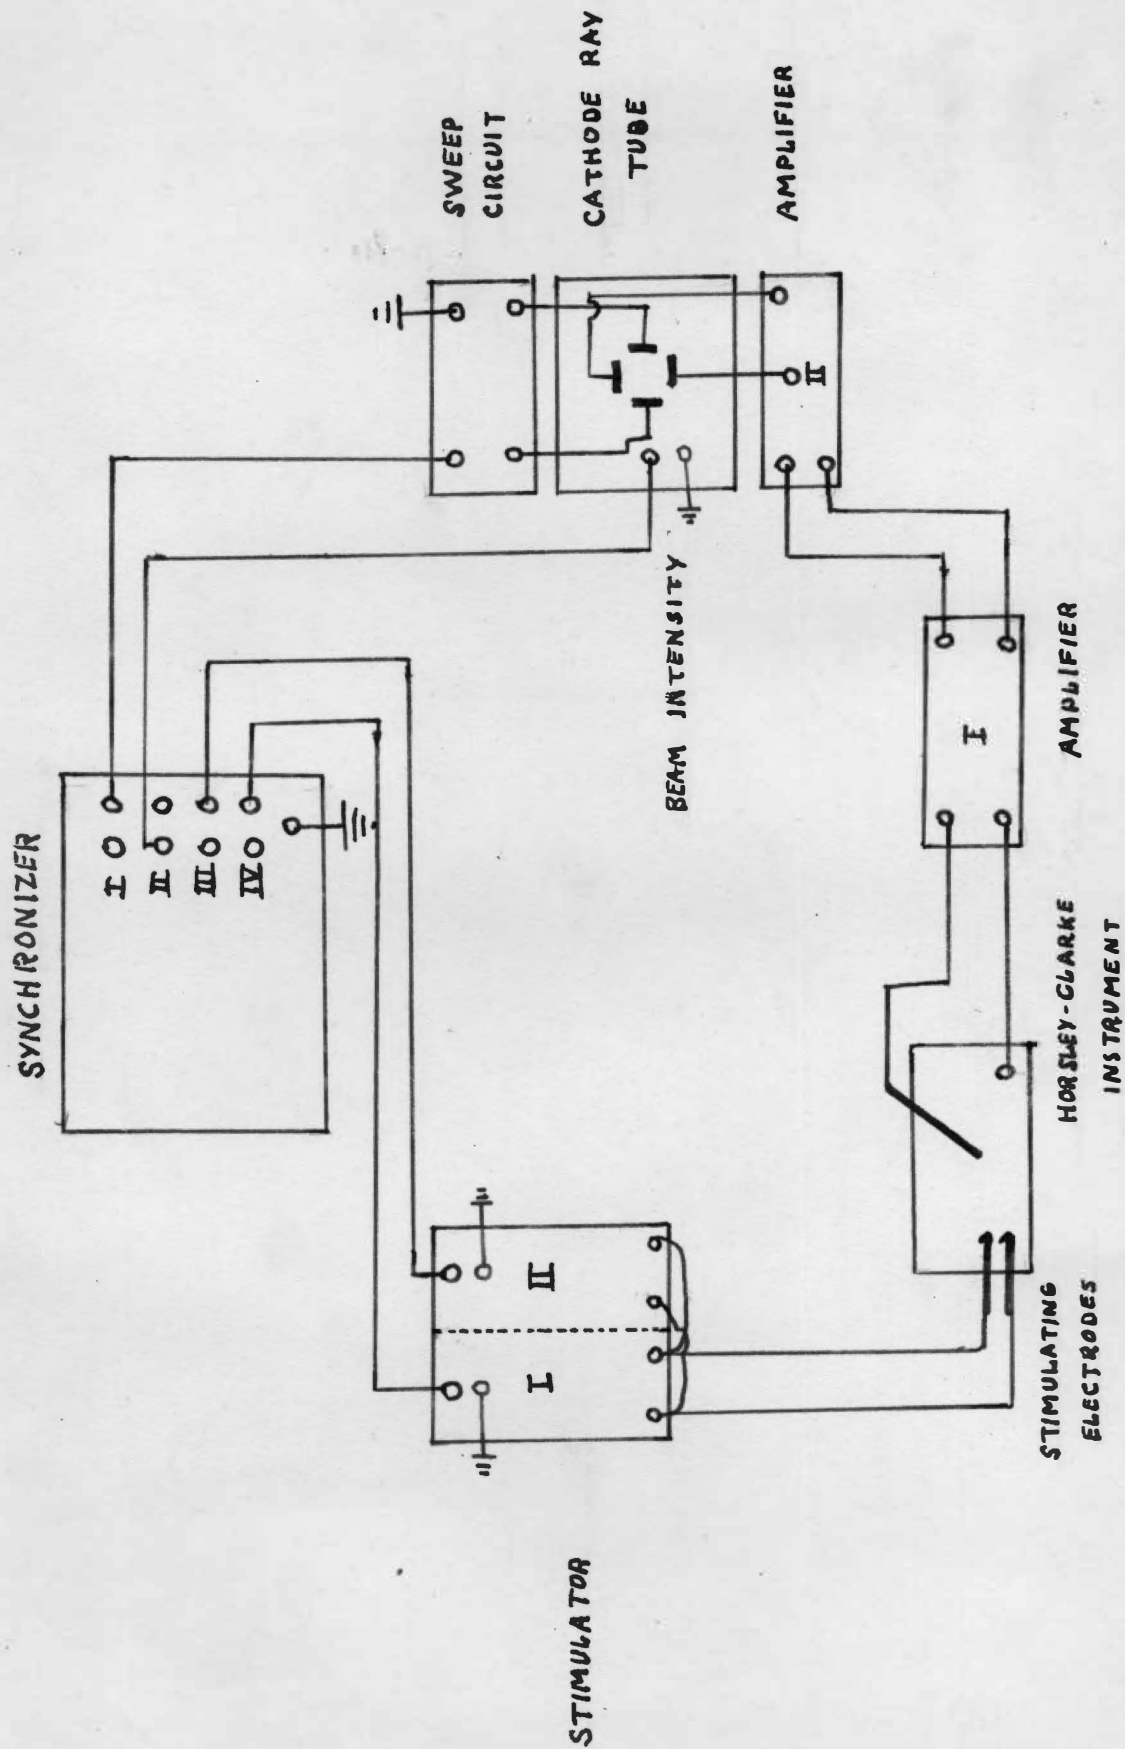 SYNCHRONIZER
I
II
III
IV
SWEEP
CIRCUIT
CATHODE RAY
TUBE
AMPLIFIER
II
BEAM INTENSITY
STIMULATOR
I
II
I
AMPLIFIER
HORSLEY-CLARKE
INSTRUMENT
STIMULATING
ELECTRODES